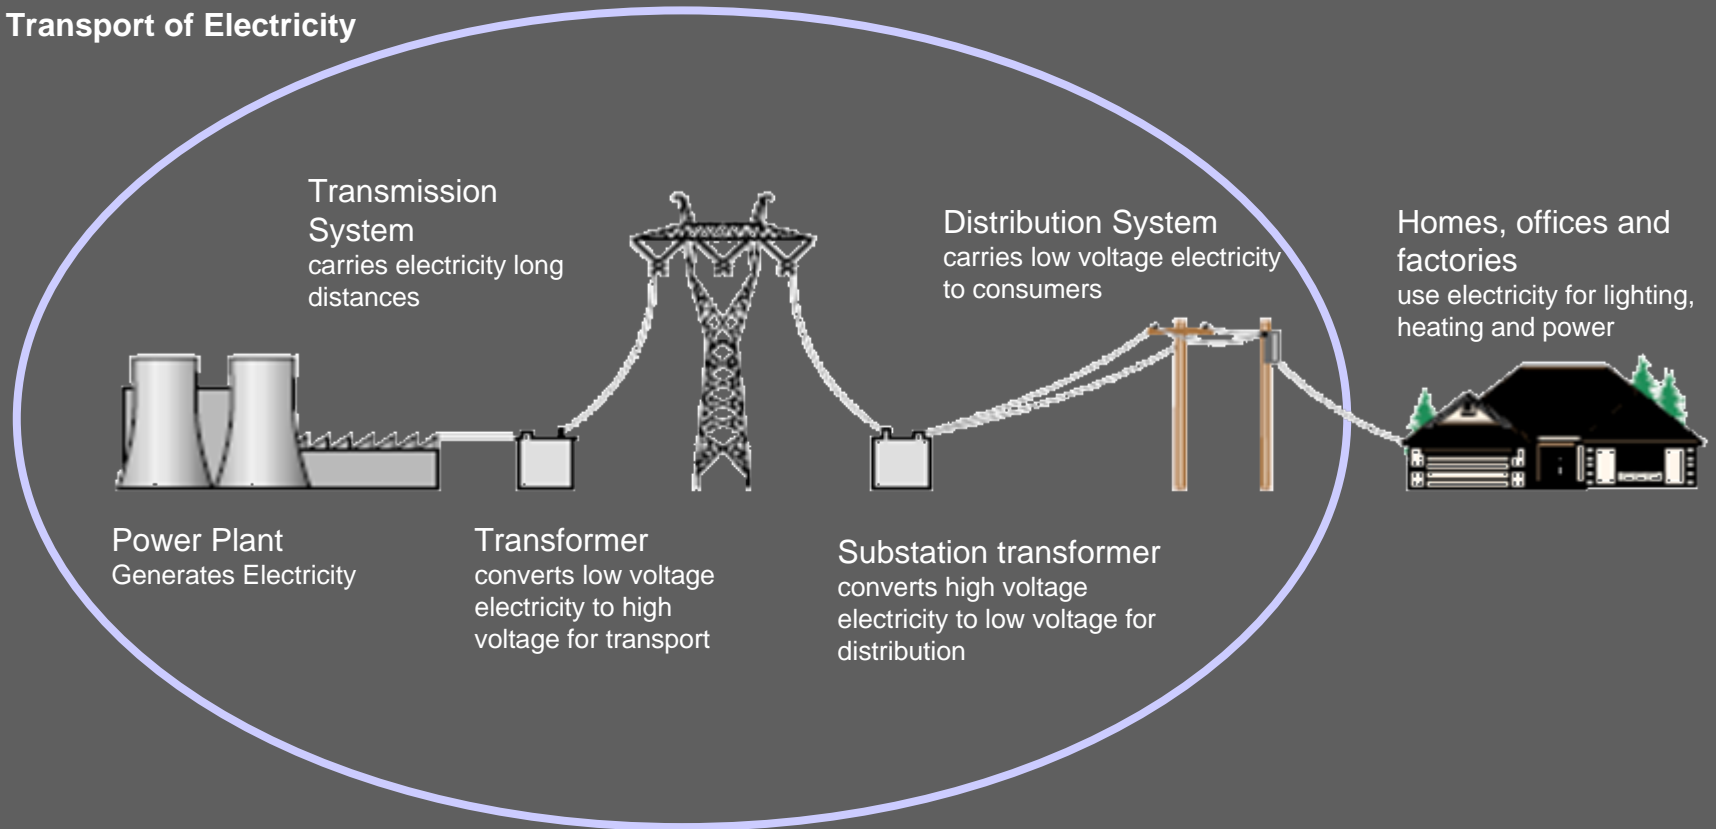 Transport of Electricity
Transmission
System
carries electricity long
distances
Distribution System
carries low voltage electricity
to consumers
Homes, offices and
factories
use electricity for lighting,
heating and power
Power Plant
Generates Electricity
Transformer
converts low voltage
electricity to high
voltage for transport
Substation transformer
converts high voltage
electricity to low voltage for
distribution